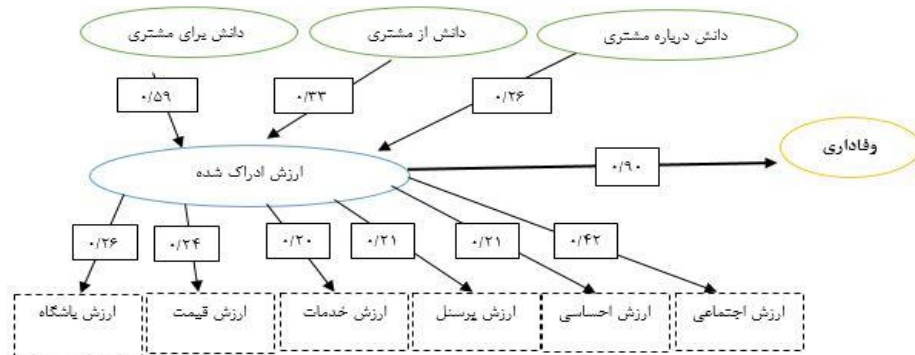 دانش درباره مشتری
دانش از مشتری
دانش برای مشتری
۰/۲۶
۰/۳۳
۰/۵۹
وفاداری
ارزش ادراک شده
۰/۹۰
۰/۴۲
۰/۲۱
۰/۲۱
۰/۲۰
۰/۲۴
۰/۲۶
ارزش اجتماعی
ارزش احساسی
ارزش پرسنل
ارزش خدمات
ارزش قیمت
ارزش باشگاه